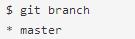 $ git branch
* master